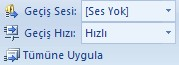 Geçiş Sesi: [Ses Yok]
Geçiş Hızı: Hızlı
Tümüne Uygula